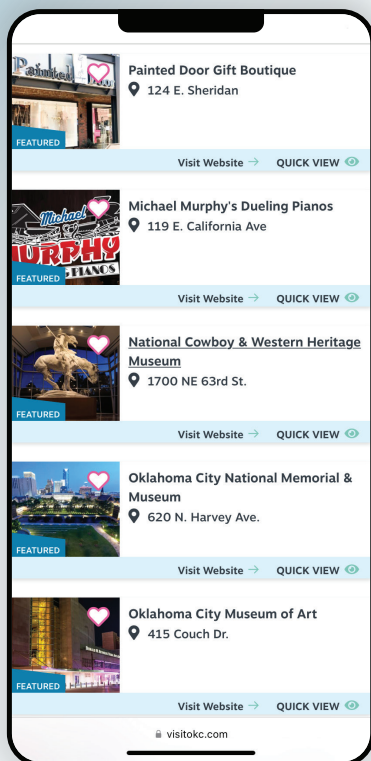 Painted Door
FEATURED
Painted Door Gift Boutique
124 E. Sheridan
Visit Website → QUICK VIEW
Michael
MURPHY'S
PIANOS
FEATURED
Michael Murphy's Dueling Pianos
119 E. California Ave
Visit Website → QUICK VIEW
FEATURED
National Cowboy & Western Heritage
Museum
1700 NE 63rd St.
Visit Website → QUICK VIEW
FEATURED
Oklahoma City National Memorial &
Museum
620 N. Harvey Ave.
Visit Website → QUICK VIEW
FEATURED
Oklahoma City Museum of Art
415 Couch Dr.
Visit Website → QUICK VIEW
visitokc.com